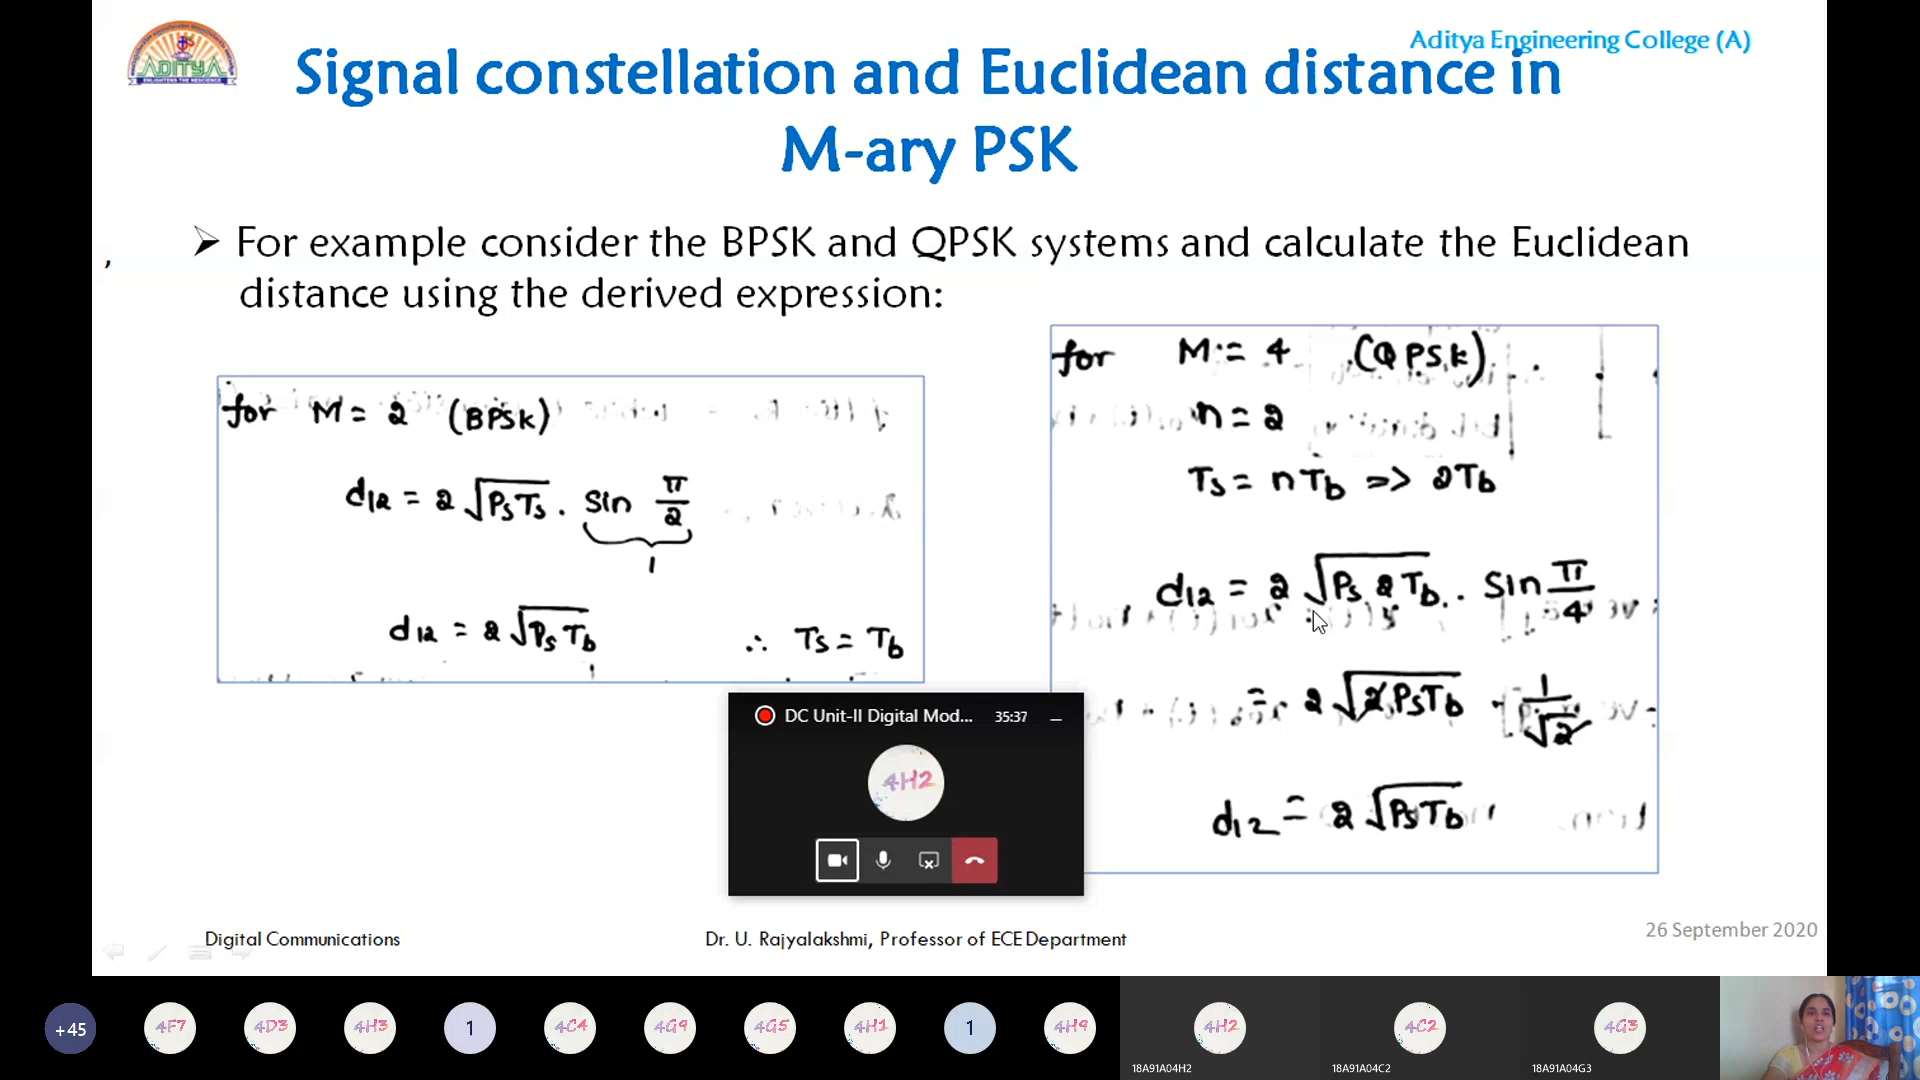 Aditya Engineering College (A)
ADITYA
Signal constellation and Euclidean distance in
M-ary PSK
➢ For example consider the BPSK and QPSK systems and calculate the Euclidean
distance using the derived expression:
for M = 2 (BPSK)
d12 = 2 √PsTs . sin π/2
1
d12 = 2 √PsTb ∴ Ts = Tb
for M = 4 (QPSK)
n = 2
Ts = nTb => 2Tb
d12 = 2 √Ps 2Tb . sin π/4
= 2 √2PsTb . 1/√2
d12 = 2 √PsTb
DC Unit-II Digital Mod... 35:37
4H2
Digital Communications
Dr. U. Rajyalakshmi, Professor of ECE Department
26 September 2020
+45 4F7 4D3 4H3 1 4C4 4G9 4G5 4H1 1 4H9 4H2 4C2 4G3
18A91A04H2 18A91A04C2 18A91A04G3